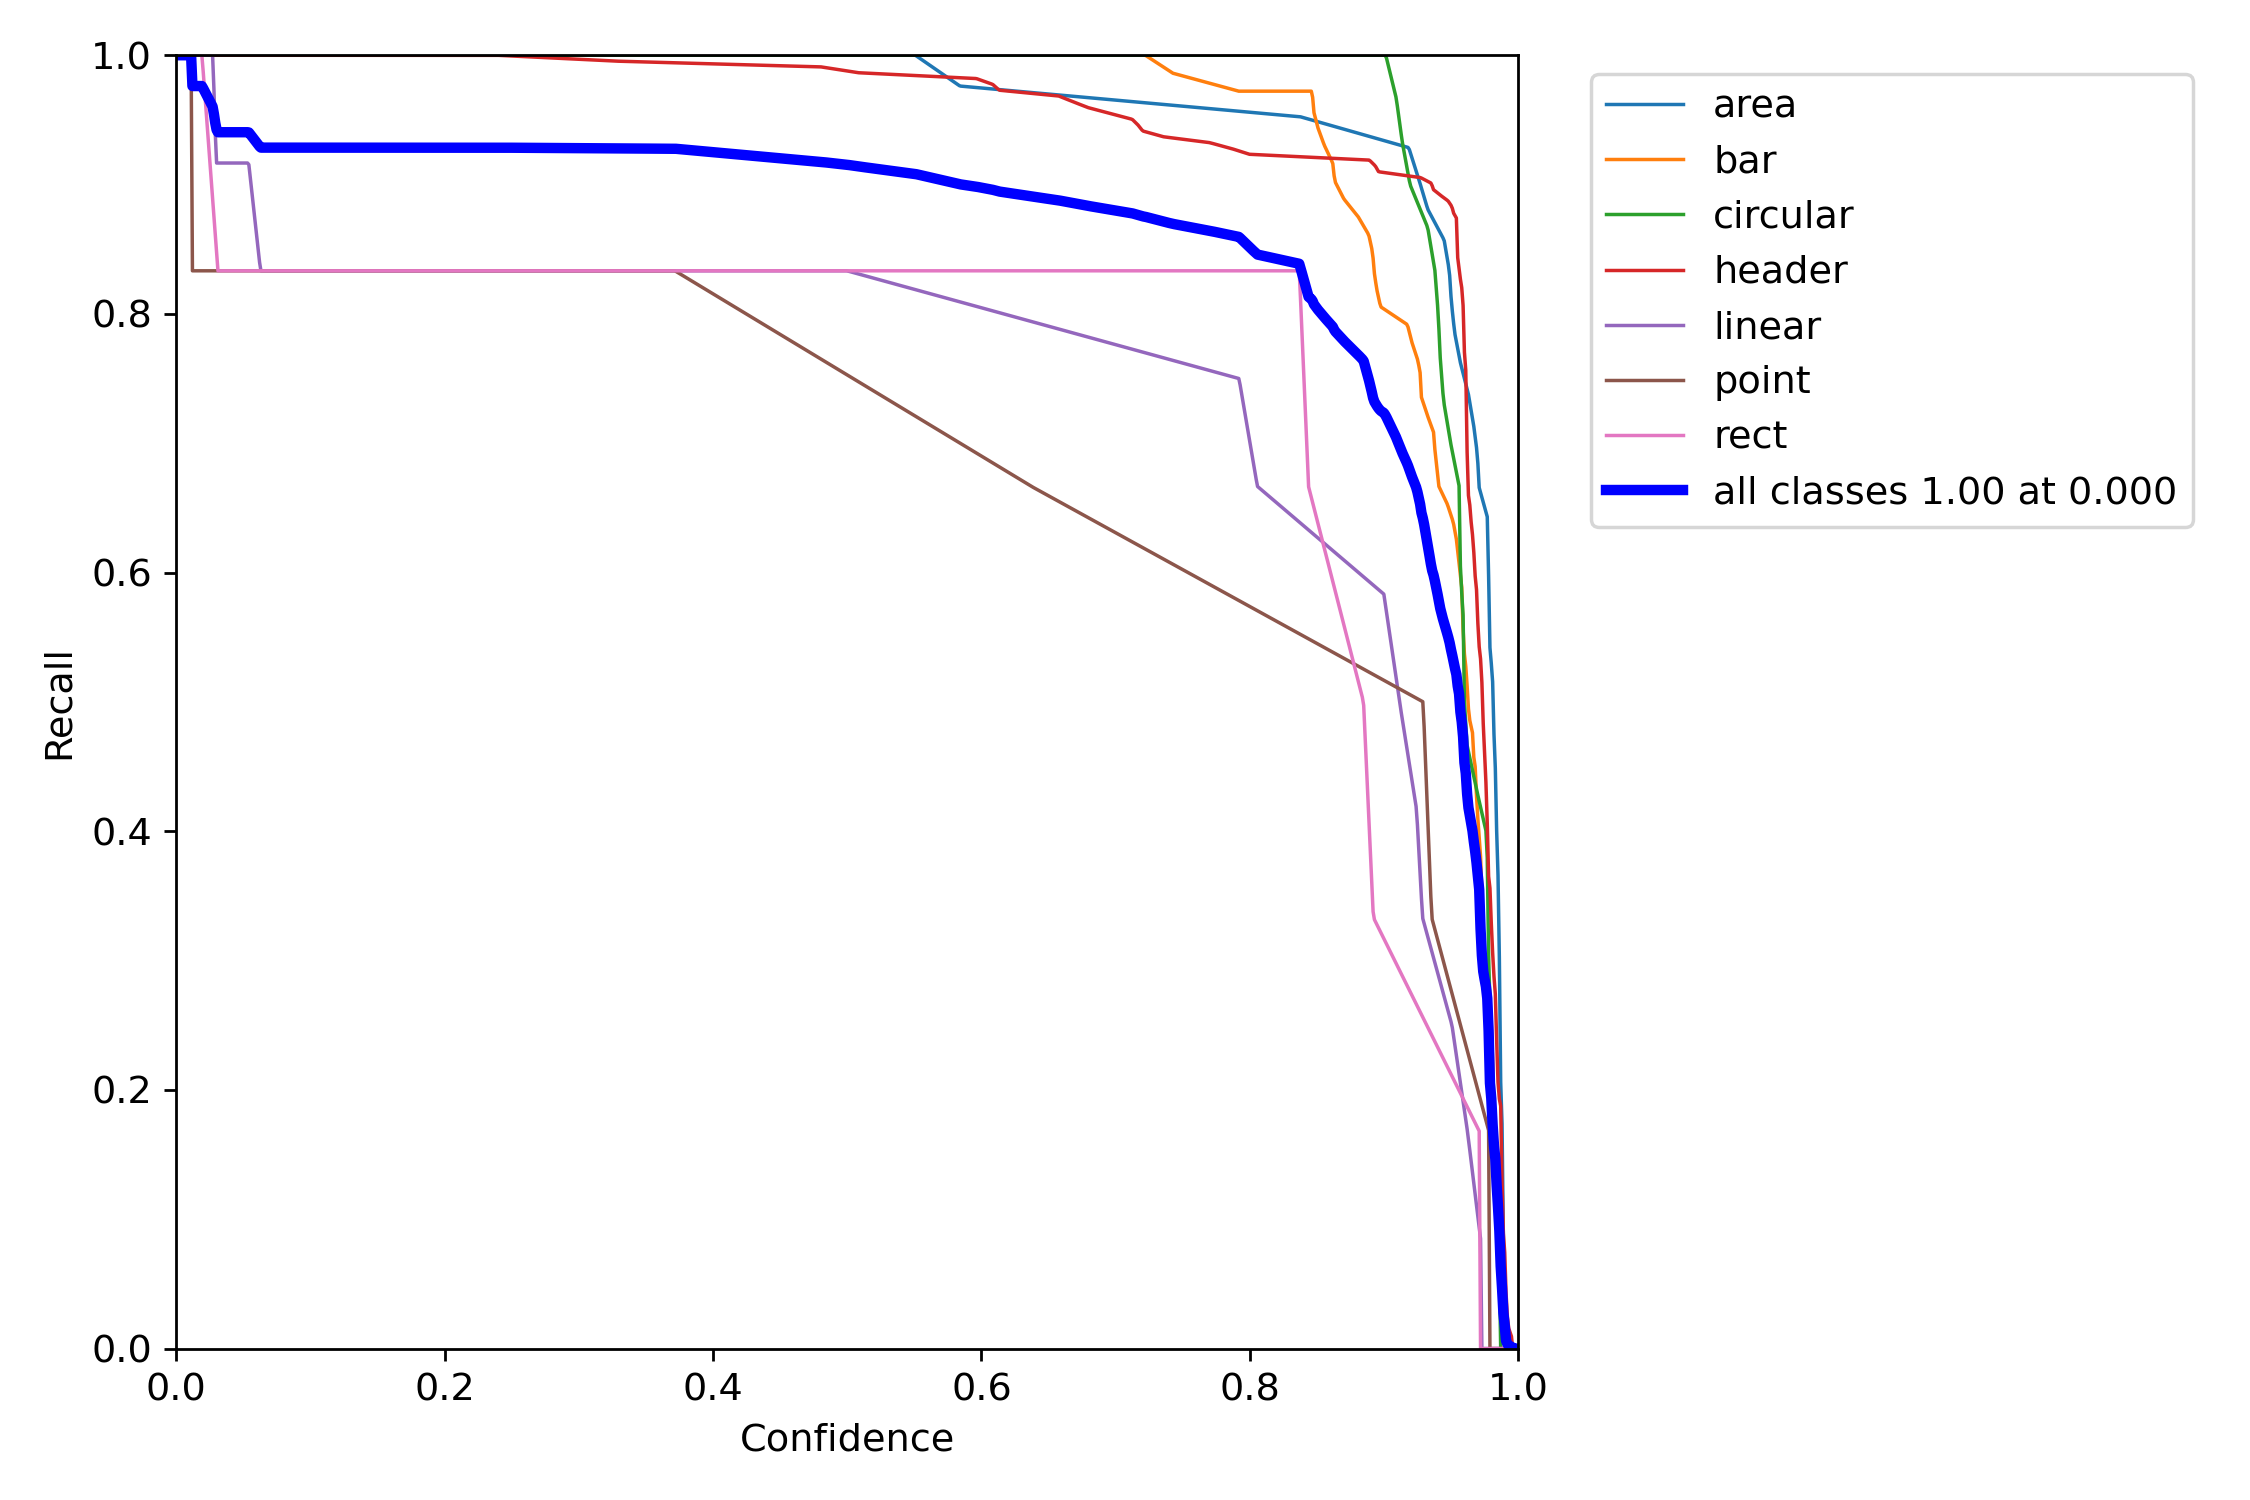 1.0
0.8
0.6
0.4
0.2
0.0
Recall
0.0 0.2 0.4 0.6 0.8 1.0
Confidence
area
bar
circular
header
linear
point
rect
all classes 1.00 at 0.000